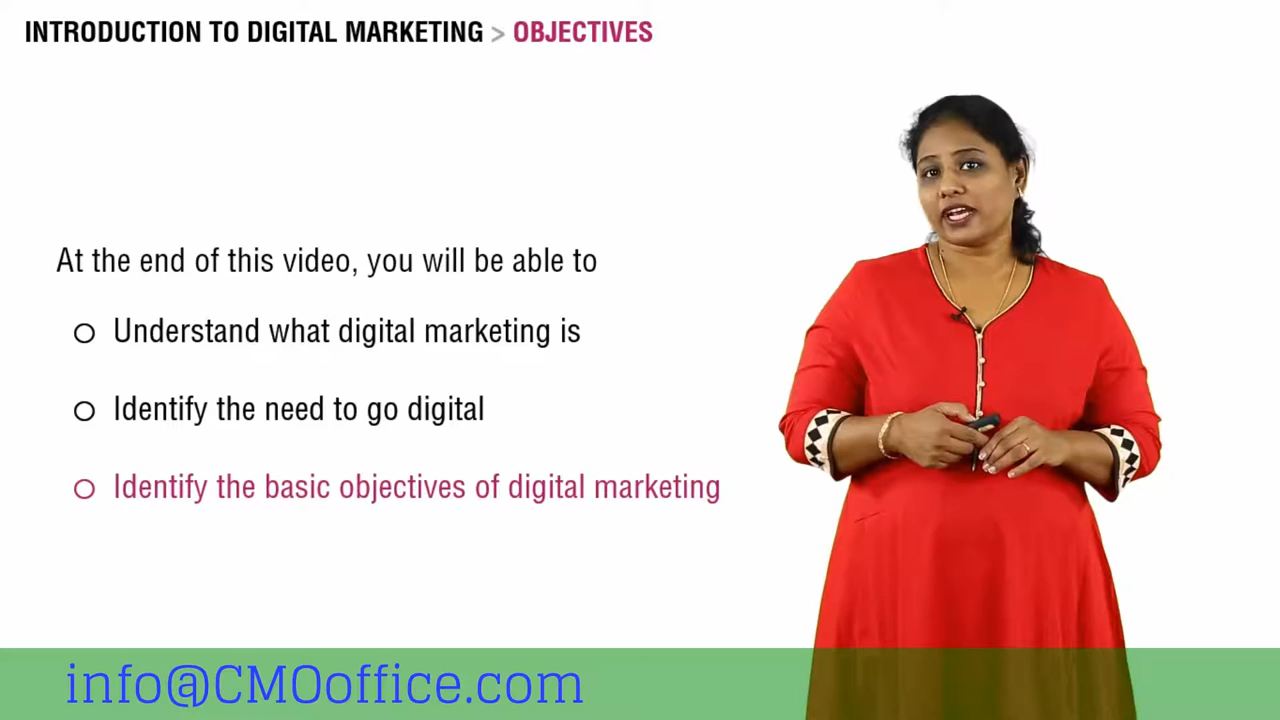 INTRODUCTION TO DIGITAL MARKETING > OBJECTIVES
At the end of this video, you will be able to
Understand what digital marketing is
Identify the need to go digital
Identify the basic objectives of digital marketing
info@CMOoffice.com